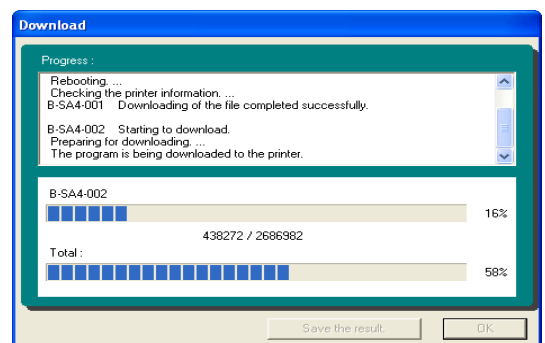 Download
Progress :
Rebooting. ...
Checking the printer information. ...
B-SA4-001 Downloading of the file completed successfully.
B-SA4-002 Starting to download.
Preparing for downloading. ...
The program is being downloaded to the printer.
B-SA4-002
16%
438272 / 2686982
Total :
58%
Save the result.
OK